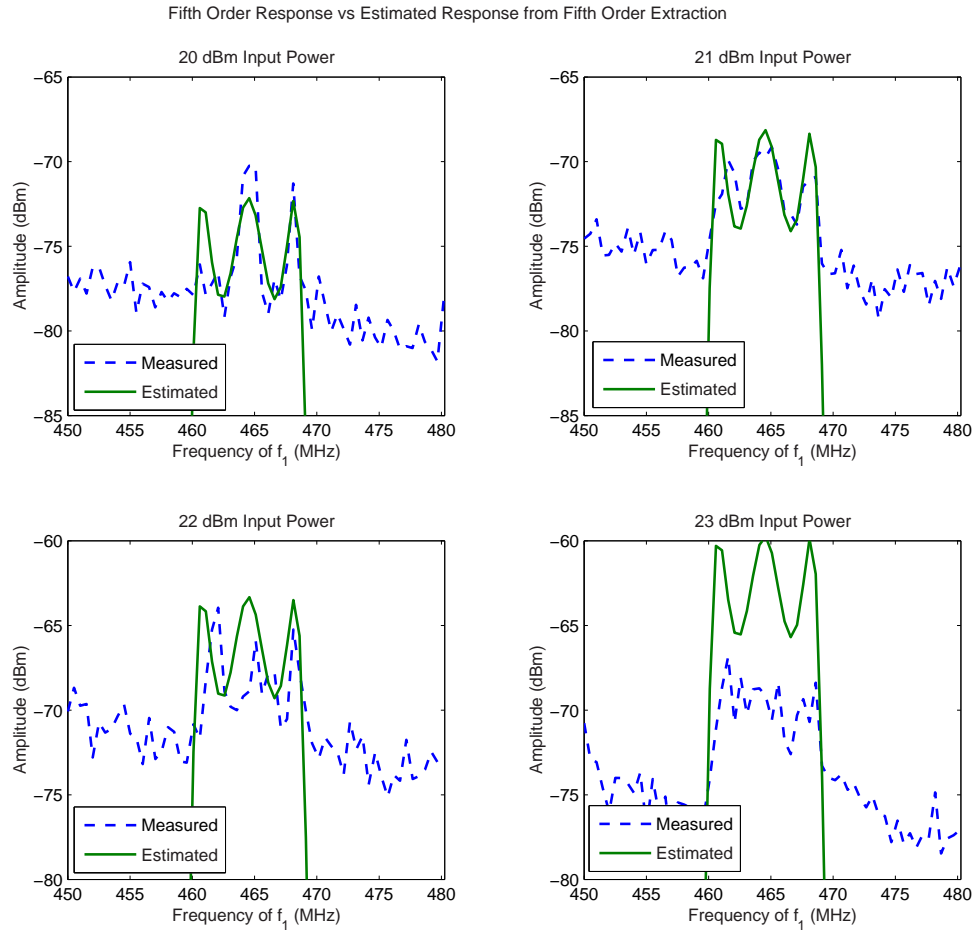 Fifth Order Response vs Estimated Response from Fifth Order Extraction
20 dBm Input Power
−65
−70
−75
−80
−85
Amplitude (dBm)
Measured
Estimated
450 455 460 465 470 475 480
Frequency of f1 (MHz)
21 dBm Input Power
−65
−70
−75
−80
−85
Amplitude (dBm)
Measured
Estimated
450 455 460 465 470 475 480
Frequency of f1 (MHz)
22 dBm Input Power
−60
−65
−70
−75
−80
Amplitude (dBm)
Measured
Estimated
450 455 460 465 470 475 480
Frequency of f1 (MHz)
23 dBm Input Power
−60
−65
−70
−75
−80
Amplitude (dBm)
Measured
Estimated
450 455 460 465 470 475 480
Frequency of f1 (MHz)